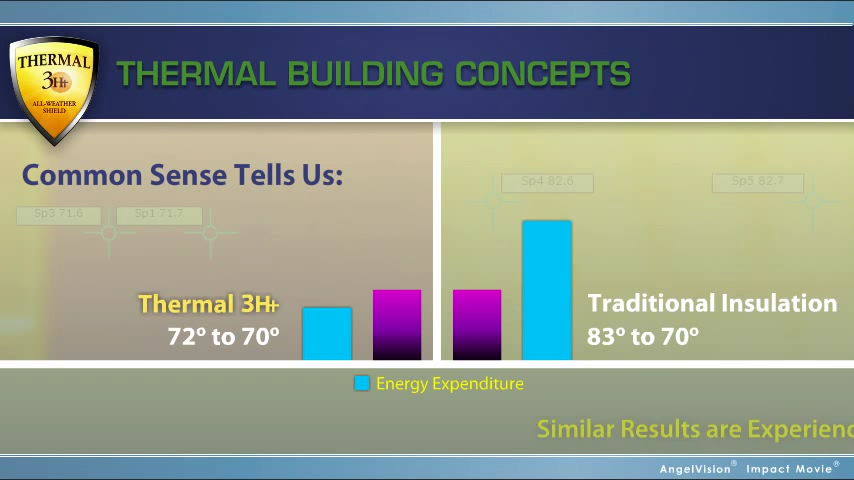 THERMAL
3H+
ALL-WEATHER
SHIELD
THERMAL BUILDING CONCEPTS
Common Sense Tells Us:
Sp3 71.6
Sp1 71.7
Sp4 82.6
Sp5 82.7
Thermal 3H+
72º to 70º
Traditional Insulation
83º to 70º
Energy Expenditure
Similar Results are Experienc
AngelVision® Impact Movie®